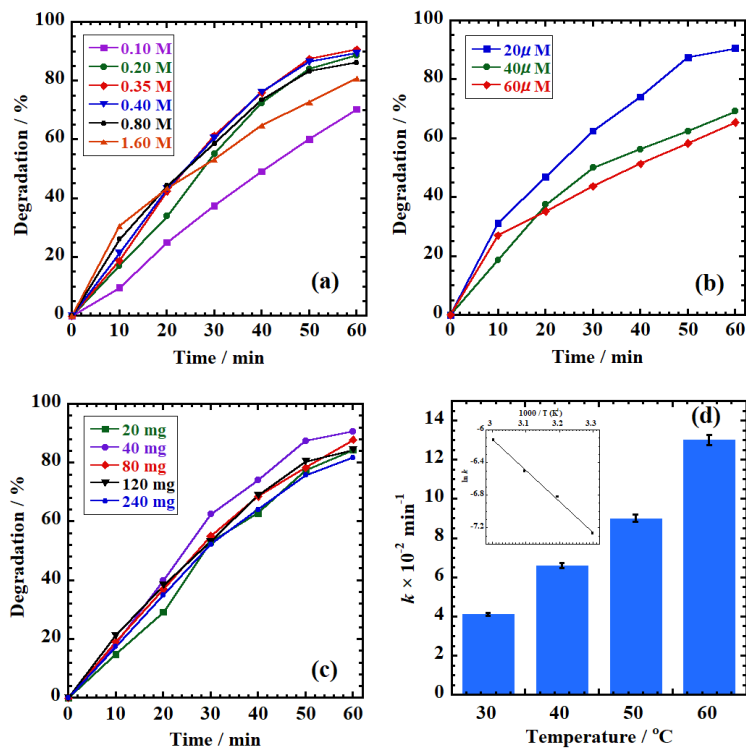 100
80
60
40
20
0
Degradation / %
0.10 M
0.20 M
0.35 M
0.40 M
0.80 M
1.60 M
(a)
0 10 20 30 40 50 60
Time / min
100
80
60
40
20
0
Degradation / %
20μ M
40μ M
60μ M
(b)
0 10 20 30 40 50 60
Time / min
100
80
60
40
20
0
Degradation / %
20 mg
40 mg
80 mg
120 mg
240 mg
(c)
0 10 20 30 40 50 60
Time / min
14
12
10
8
6
4
2
0
k × 10⁻² min⁻¹
(d)
1000 / T (K)
3 3.1 3.2 3.3
-6
-6.4
-6.8
-7.2
ln k
30 40 50 60
Temperature / °C